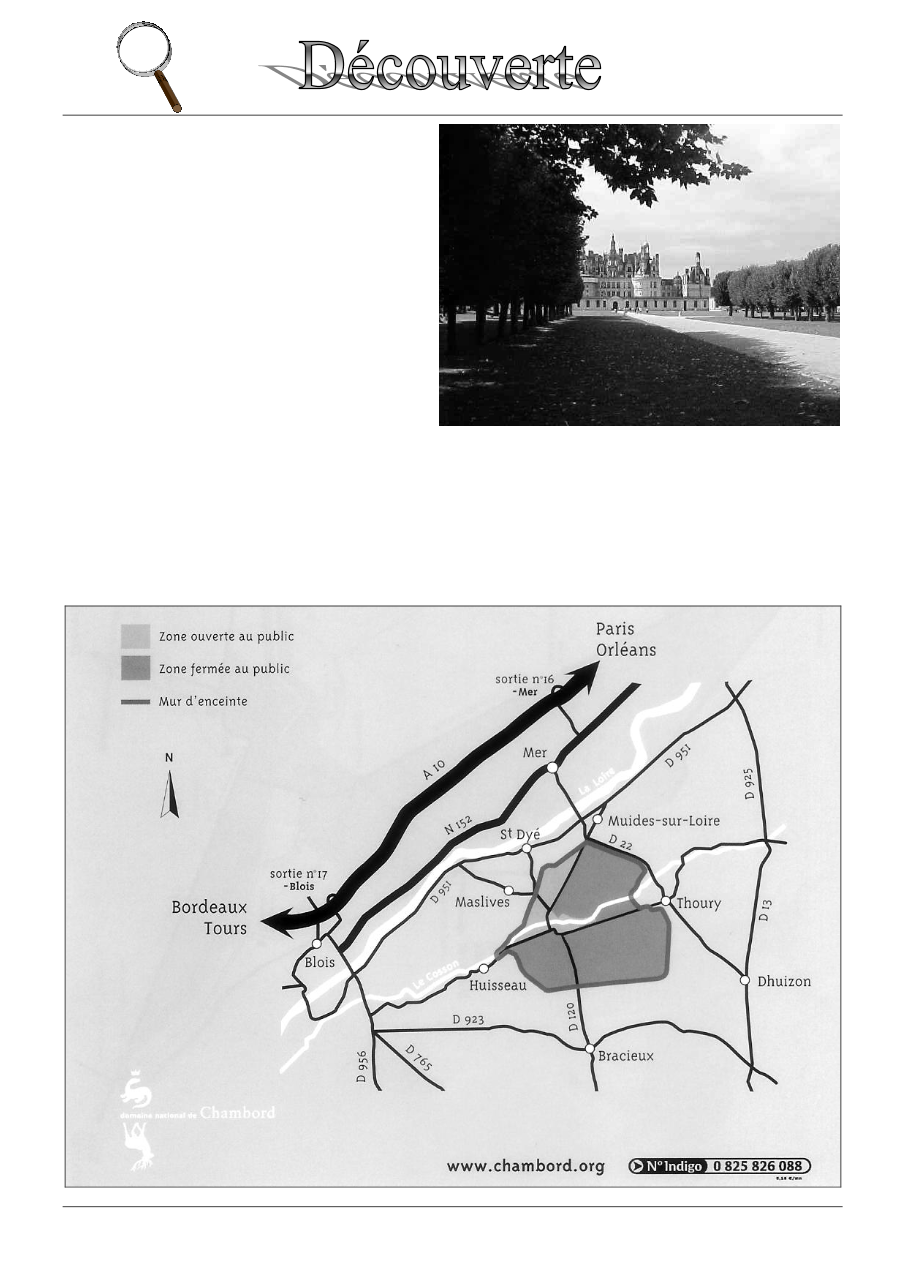 Découverte
Zone ouverte au public
Zone fermée au public
Mur d'enceinte
N
Paris
Orléans
sortie n°16
-Mer
A 10
Mer
La Loire
D 951
D 925
N 152
St Dyé
Muides-sur-Loire
D 22
sortie n°17
-Blois
D 951
Maslives
Thoury
D 13
Bordeaux
Tours
Blois
Le Cosson
Huisseau
Dhuizon
D 923
D 120
D 956
D 765
Bracieux
domaine national de Chambord
www.chambord.org
N° Indigo 0 825 826 088